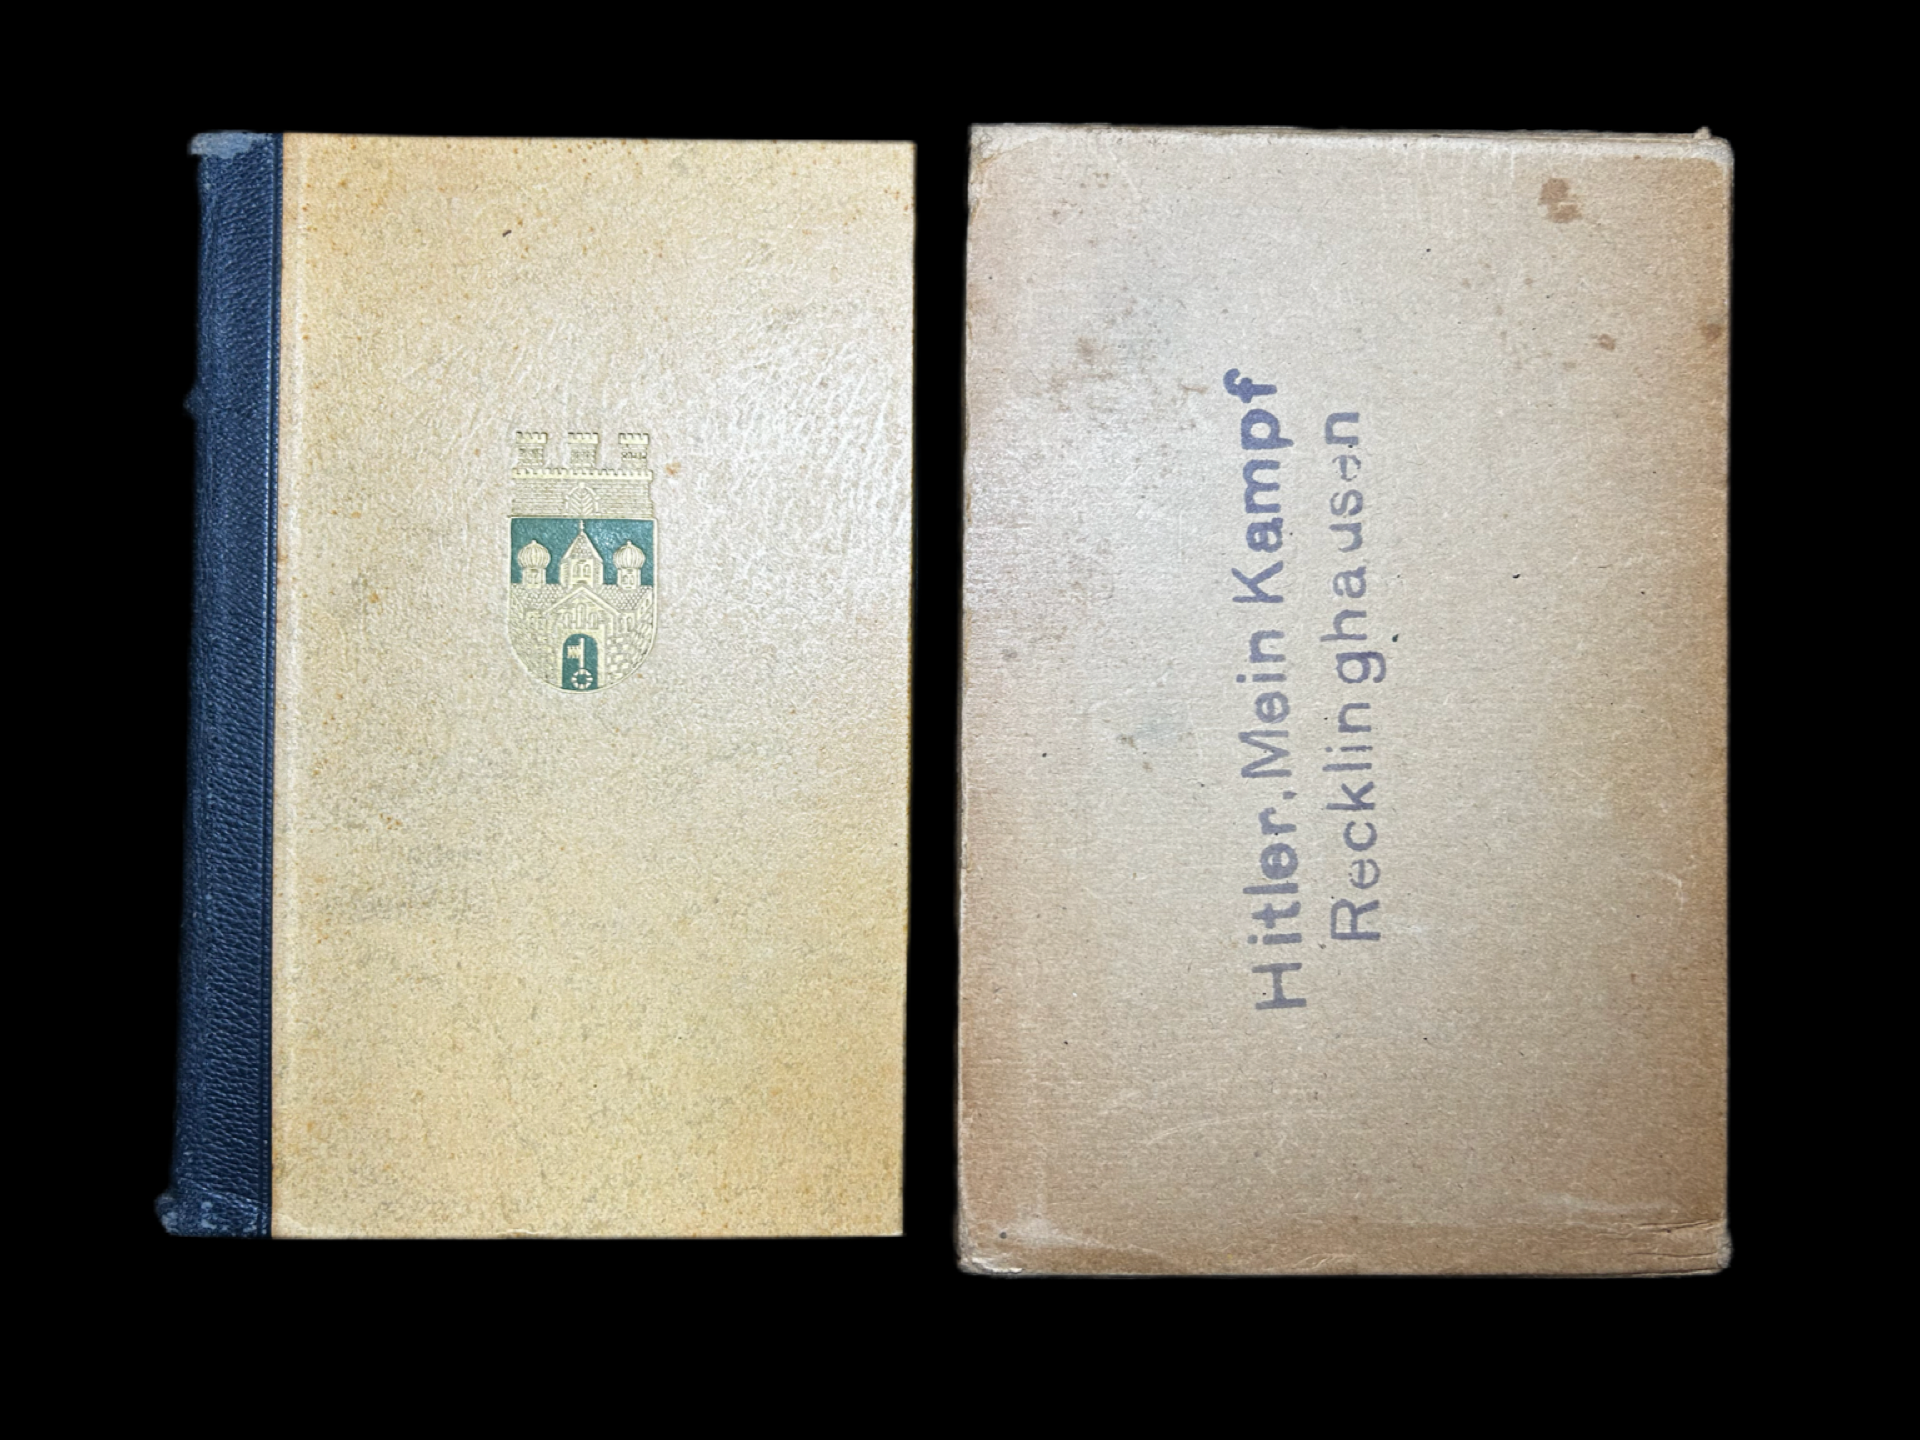 Hitler, Mein Kampf
Recklinghausen